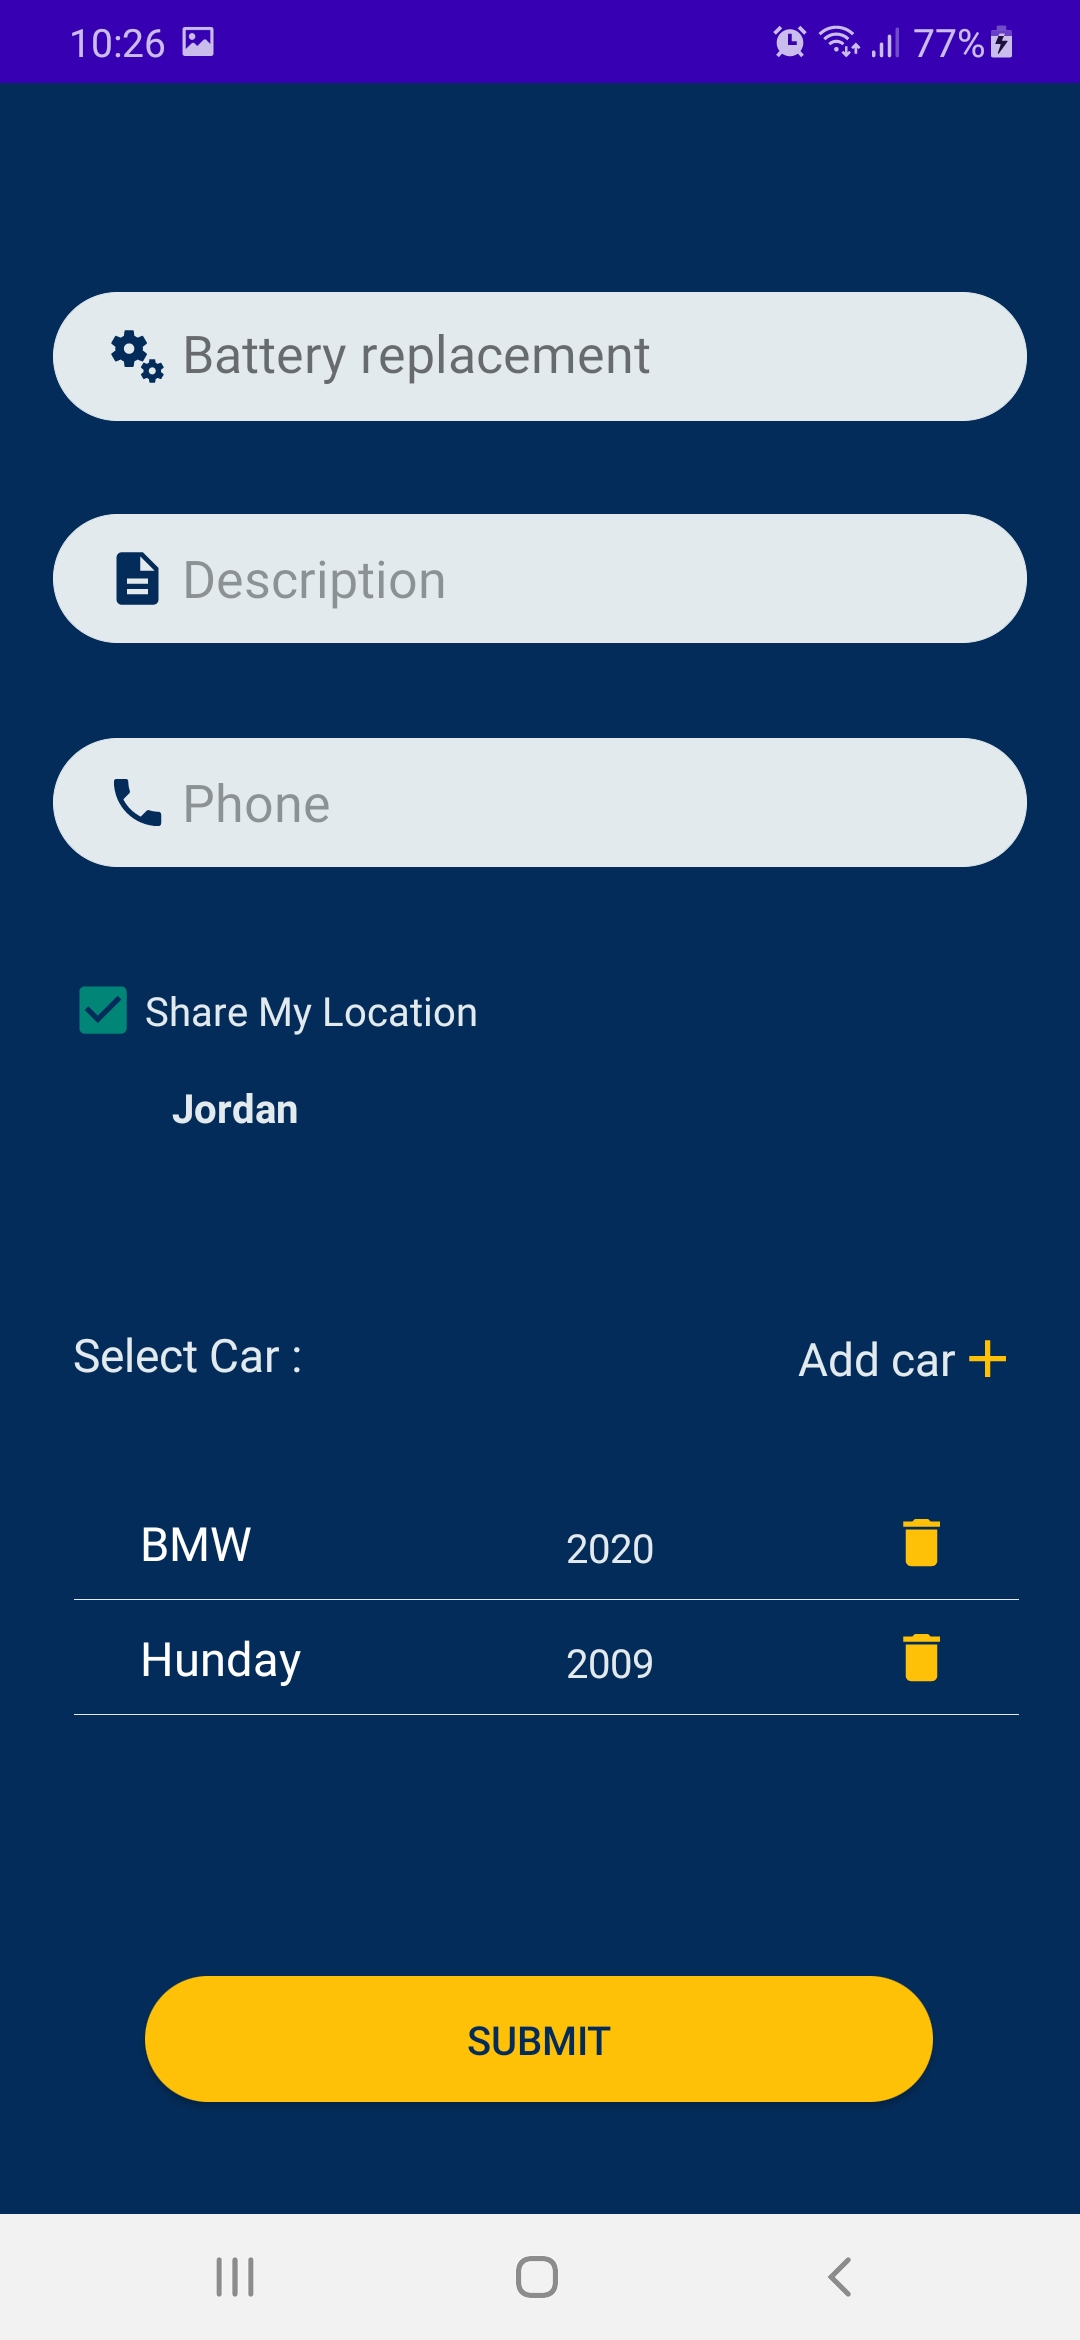 10:26 77%
Battery replacement
Description
Phone
Share My Location
Jordan
Select Car : Add car
BMW 2020
Hunday 2009
SUBMIT